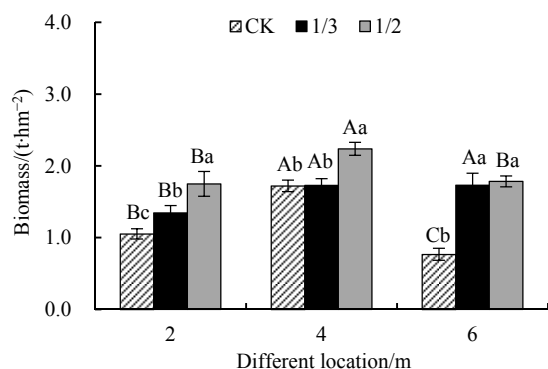 4.0
CK 1/3 1/2
3.0
2.0
1.0
0.0
Biomass/(t·hm⁻²)
Bc Bb Ba
Ab Ab Aa
Cb Aa Ba
2 4 6
Different location/m